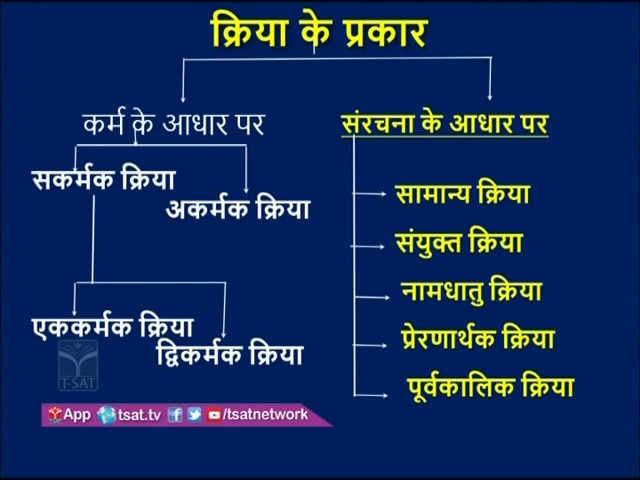 क्रिया के प्रकार
कर्म के आधार पर
सकर्मक क्रिया
अकर्मक क्रिया
एककर्मक क्रिया
द्विकर्मक क्रिया
संरचना के आधार पर
सामान्य क्रिया
संयुक्त क्रिया
नामधातु क्रिया
प्रेरणार्थक क्रिया
पूर्वकालिक क्रिया
T-SAT
App tsat.tv /tsatnetwork